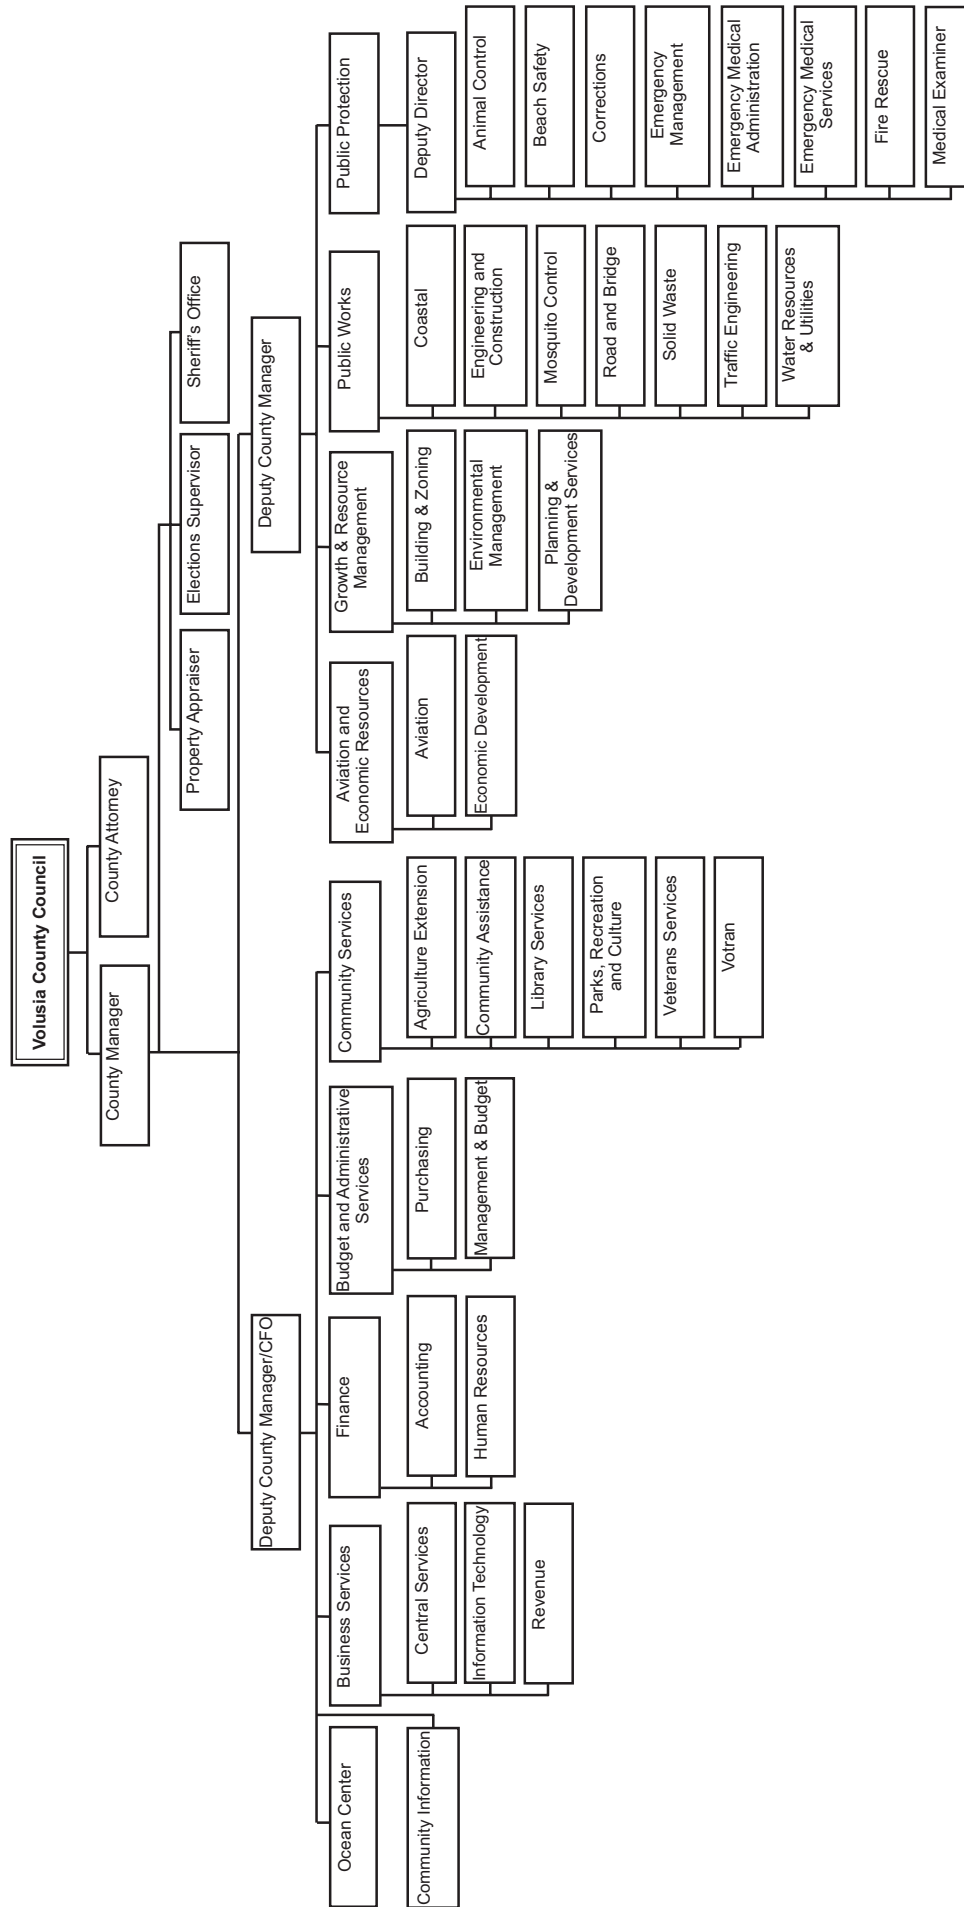 Volusia County Council
County Manager
County Attorney
Property Appraiser
Elections Supervisor
Sheriff's Office
Deputy County Manager/CFO
Deputy County Manager
Ocean Center
Community Information
Business Services
Central Services
Information Technology
Revenue
Finance
Accounting
Human Resources
Budget and Administrative
Services
Purchasing
Management & Budget
Community Services
Agriculture Extension
Community Assistance
Library Services
Parks, Recreation
and Culture
Veterans Services
Votran
Aviation and
Economic Resources
Aviation
Economic Development
Growth & Resource
Management
Building & Zoning
Environmental
Management
Planning &
Development Services
Public Works
Coastal
Engineering and
Construction
Mosquito Control
Road and Bridge
Solid Waste
Traffic Engineering
Water Resources
& Utilities
Public Protection
Deputy Director
Animal Control
Beach Safety
Corrections
Emergency
Management
Emergency Medical
Administration
Emergency Medical
Services
Fire Rescue
Medical Examiner